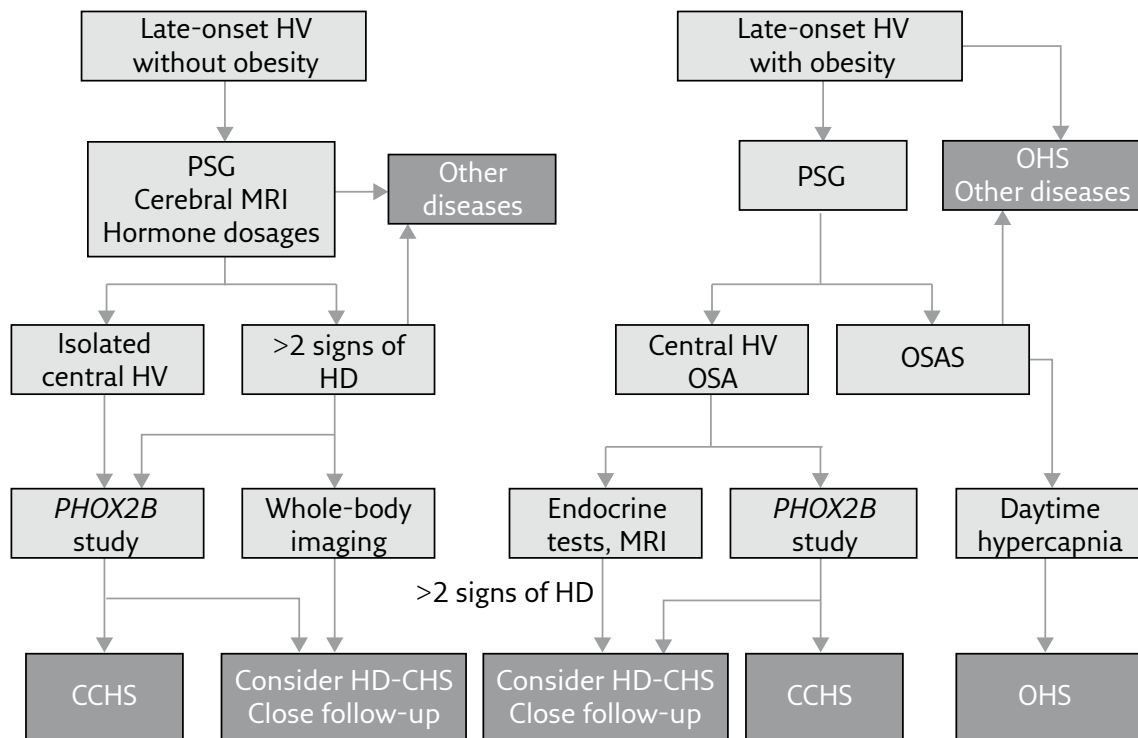 Late-onset HV
without obesity
Late-onset HV
with obesity
PSG
Cerebral MRI
Hormone dosages
Other
diseases
PSG
OHS
Other diseases
Isolated
central HV
>2 signs of
HD
Central HV
OSA
OSAS
PHOX2B
study
Whole-body
imaging
Endocrine
tests, MRI
PHOX2B
study
Daytime
hypercapnia
>2 signs of HD
CCHS
Consider HD-CHS
Close follow-up
Consider HD-CHS
Close follow-up
CCHS
OHS